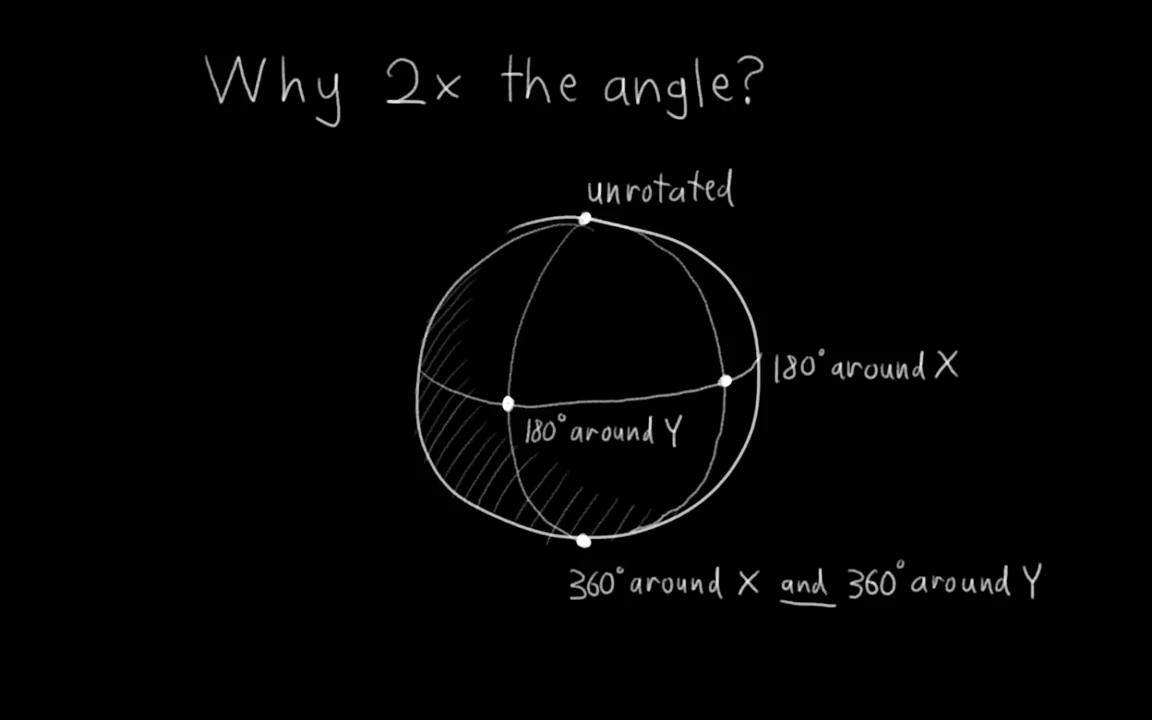 Why 2x the angle?
unrotated
180° around X
180° around Y
360° around X and 360° around Y